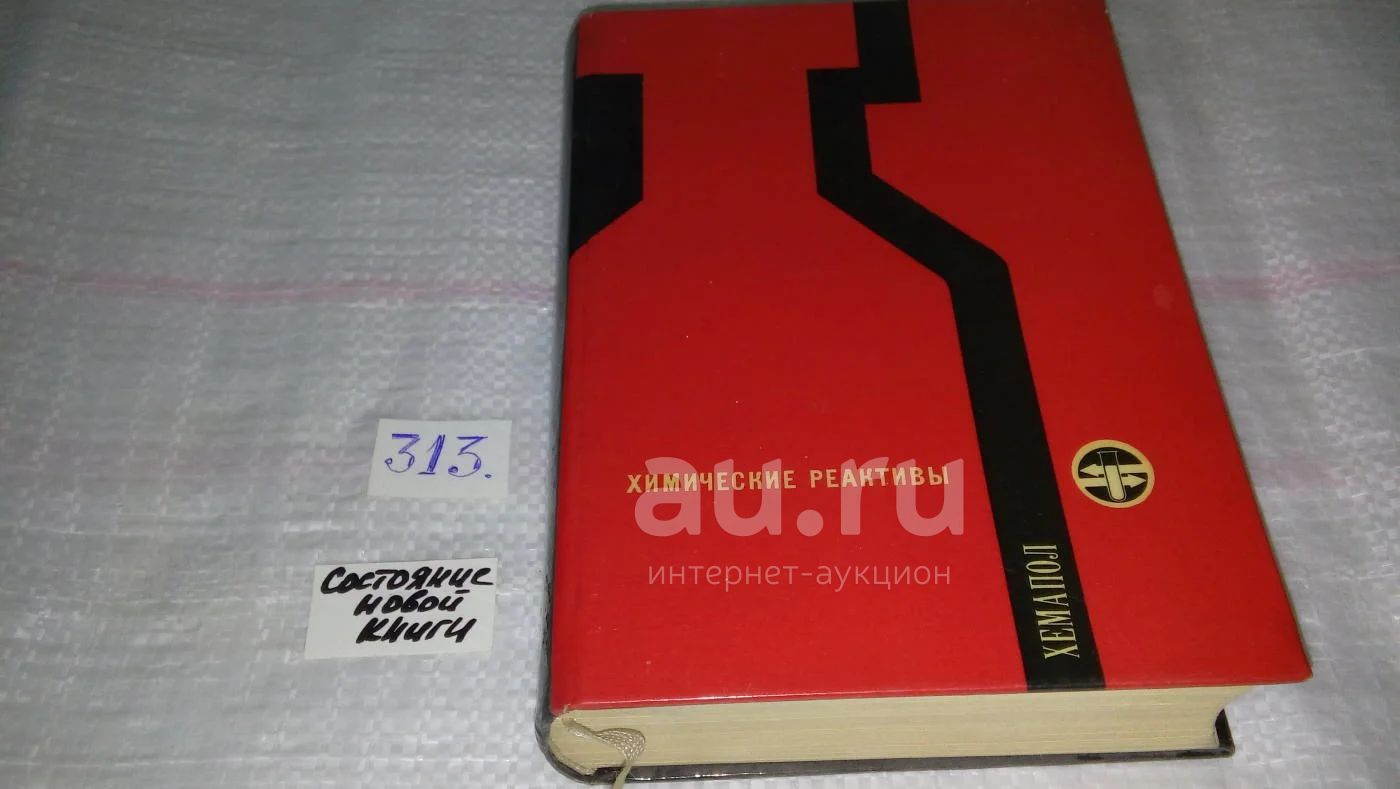 313.
Состояние
новой
книги
ХИМИЧЕСКИЕ РЕАКТИВЫ
au.ru
интернет-аукцион
ХЕМАПОЛ